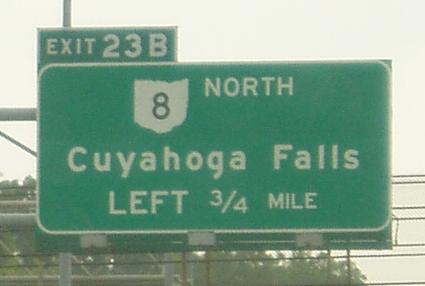 EXIT 23B
8 NORTH
Cuyahoga Falls
LEFT 3/4 MILE